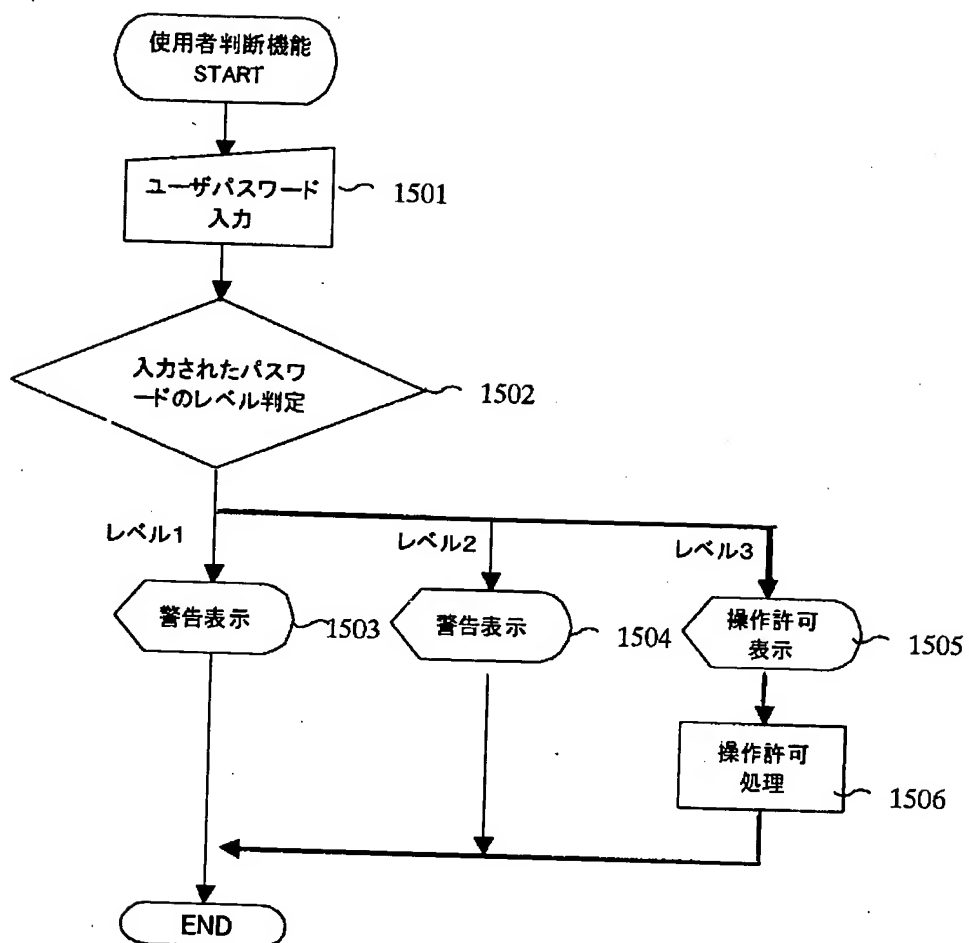 使用者判断機能
START
ユーザパスワード
入力
1501
入力されたパスワ
ードのレベル判定
1502
レベル1
レベル2
レベル3
警告表示
1503
警告表示
1504
操作許可
表示
1505
操作許可
処理
1506
END